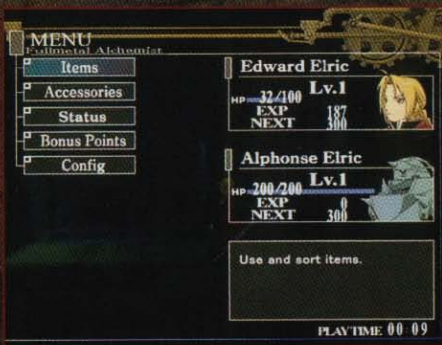 MENU
Fullmetal Alchemist
Items
Accessories
Status
Bonus Points
Config
Edward Elric
Lv.1
HP 32/100
EXP 187
NEXT 300
Alphonse Elric
Lv.1
HP 200/200
EXP 0
NEXT 300
Use and sort items.
PLAYTIME 00:09